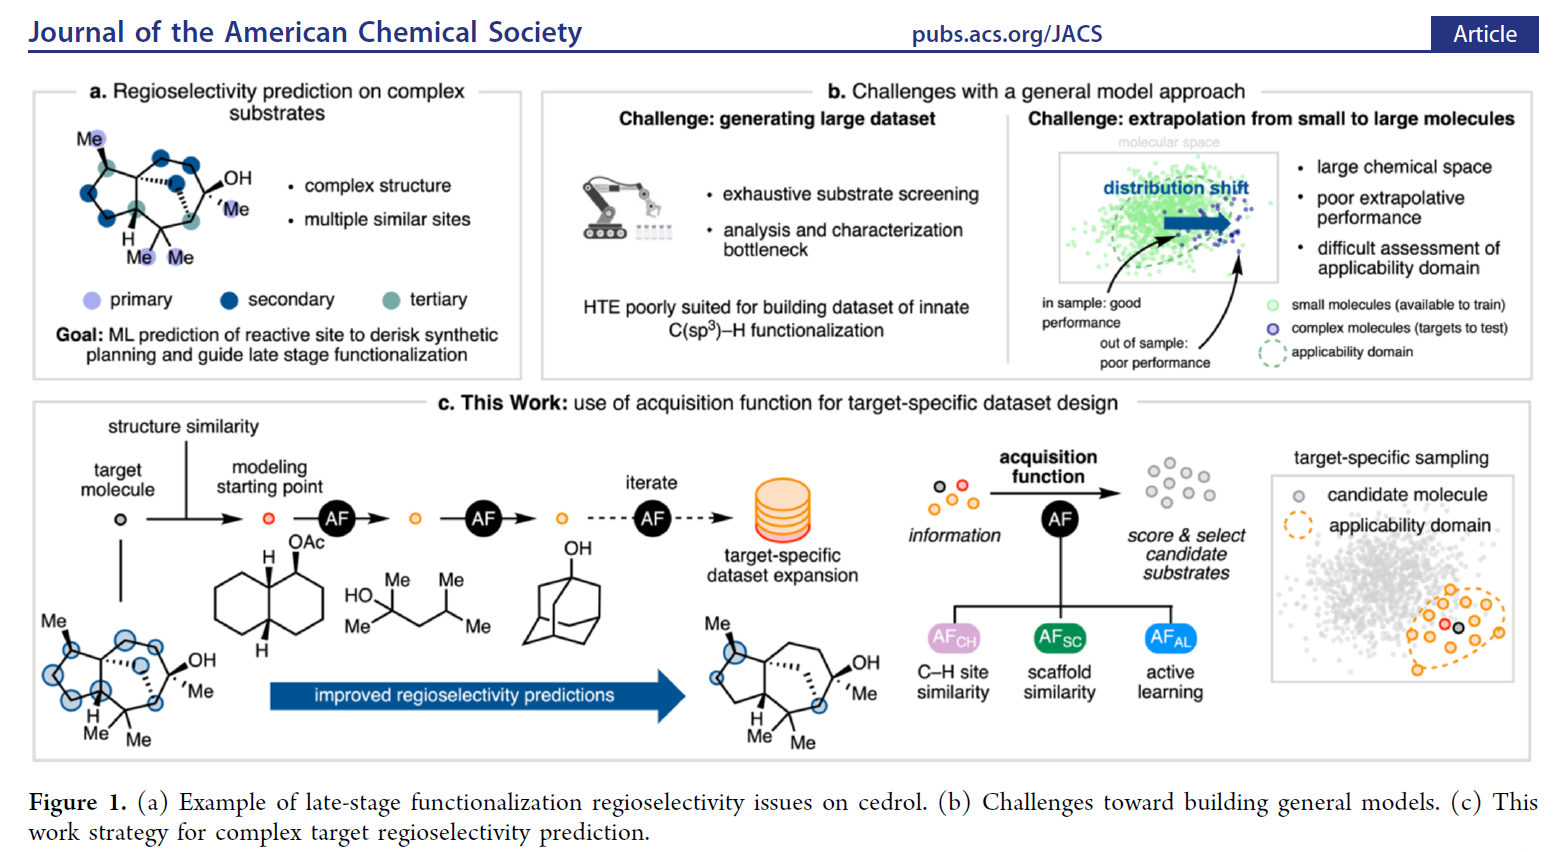 Journal of the American Chemical Society
pubs.acs.org/JACS
Article
a. Regioselectivity prediction on complex
substrates
Me
OH
Me
H
Me
Me
• complex structure
• multiple similar sites
primary
secondary
tertiary
Goal: ML prediction of reactive site to derisk synthetic
planning and guide late stage functionalization
b. Challenges with a general model approach
Challenge: generating large dataset
• exhaustive substrate screening
• analysis and characterization
bottleneck
HTE poorly suited for building dataset of innate
C(sp³)–H functionalization
Challenge: extrapolation from small to large molecules
molecular space
distribution shift
in sample: good
performance
out of sample:
poor performance
• large chemical space
• poor extrapolative
performance
• difficult assessment of
applicability domain
small molecules (available to train)
complex molecules (targets to test)
applicability domain
c. This Work: use of acquisition function for target-specific dataset design
structure similarity
target
molecule
modeling
starting point
AF
AF
iterate
AF
target-specific
dataset expansion
H
OAc
H
HO
Me
Me
Me
Me
OH
Me
OH
Me
H
Me
Me
improved regioselectivity predictions
Me
OH
Me
H
Me
Me
information
acquisition
function
AF
score & select
candidate
substrates
AFCH
AFSC
AFAL
C–H site
similarity
scaffold
similarity
active
learning
target-specific sampling
candidate molecule
applicability domain
Figure 1. (a) Example of late-stage functionalization regioselectivity issues on cedrol. (b) Challenges toward building general models. (c) This
work strategy for complex target regioselectivity prediction.